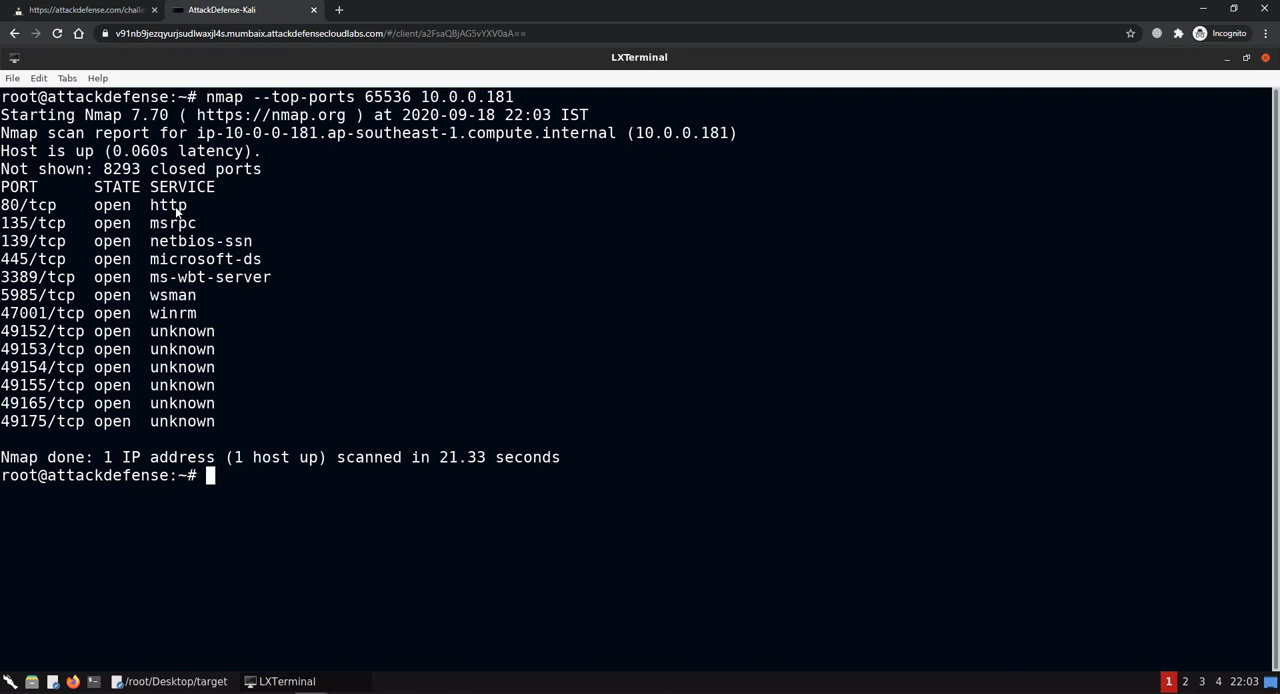 https://attackdefense.com/challe
AttackDefense-Kali
v91nb9jezqyurjsudlwaxjl4s.mumbaix.attackdefensecloudlabs.com/#/client/a2FsaQBjAG5vYXV0aA==
Incognito
LXTerminal
File Edit Tabs Help
root@attackdefense:~# nmap --top-ports 65536 10.0.0.181
Starting Nmap 7.70 ( https://nmap.org ) at 2020-09-18 22:03 IST
Nmap scan report for ip-10-0-0-181.ap-southeast-1.compute.internal (10.0.0.181)
Host is up (0.060s latency).
Not shown: 8293 closed ports
PORT STATE SERVICE
80/tcp open http
135/tcp open msrpc
139/tcp open netbios-ssn
445/tcp open microsoft-ds
3389/tcp open ms-wbt-server
5985/tcp open wsman
47001/tcp open winrm
49152/tcp open unknown
49153/tcp open unknown
49154/tcp open unknown
49155/tcp open unknown
49165/tcp open unknown
49175/tcp open unknown
Nmap done: 1 IP address (1 host up) scanned in 21.33 seconds
root@attackdefense:~#
/root/Desktop/target LXTerminal 1 2 3 4 22:03